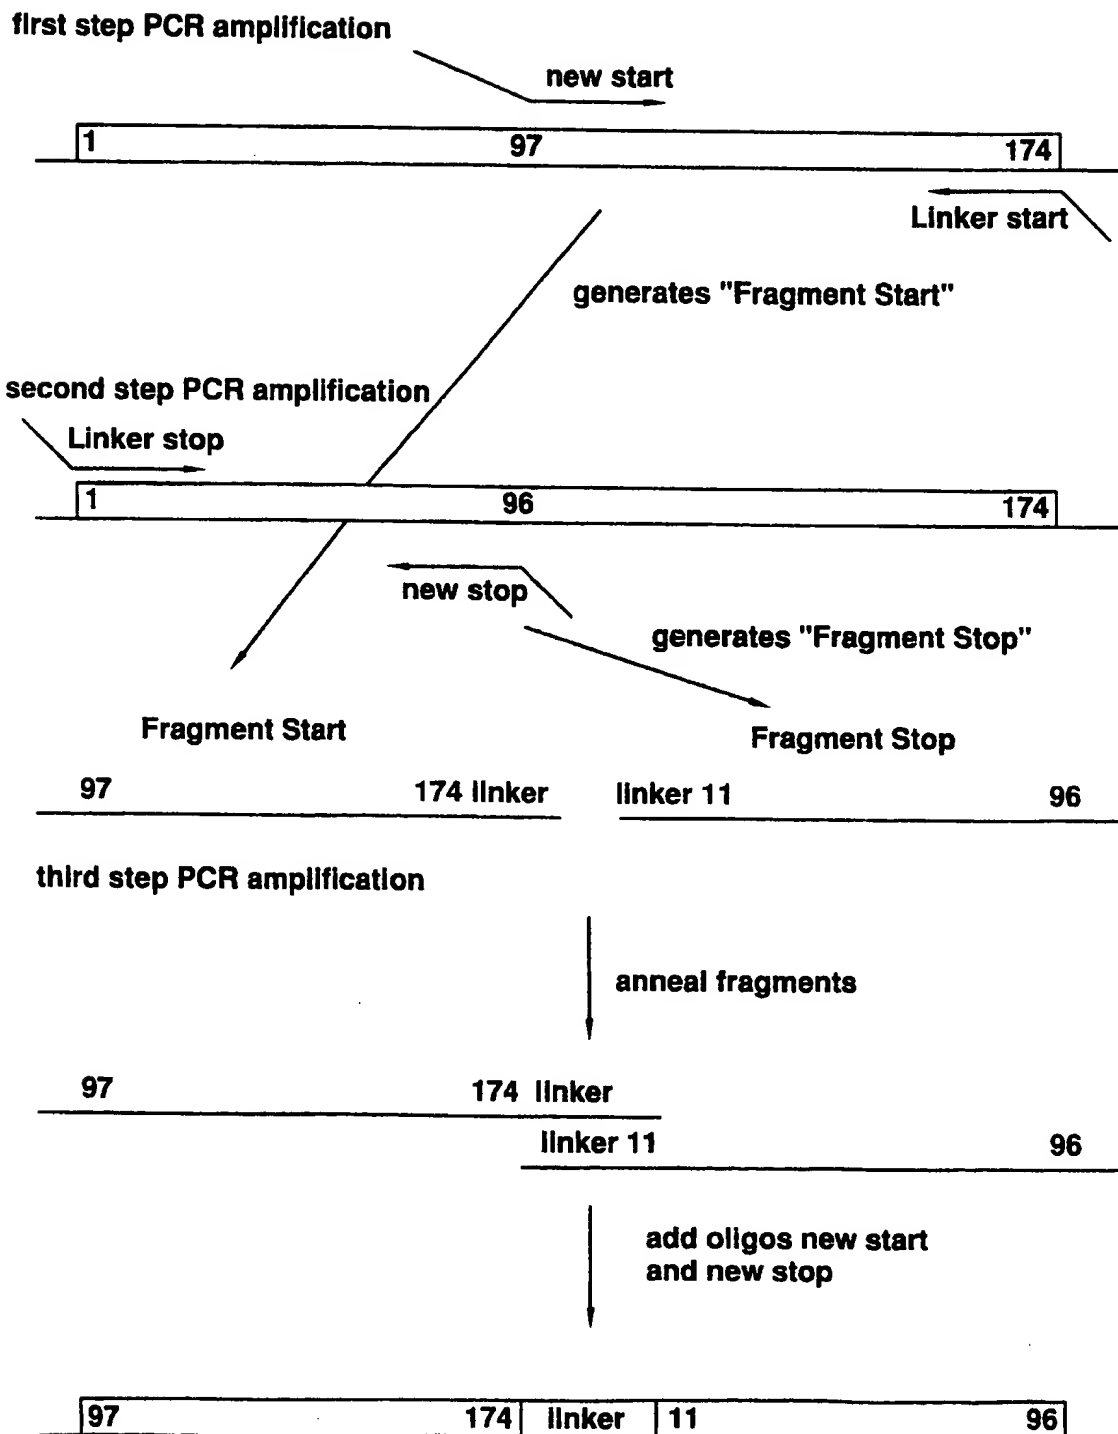 first step PCR amplification
new start
1 97 174
Linker start
generates "Fragment Start"
second step PCR amplification
Linker stop
1 96 174
new stop
generates "Fragment Stop"
Fragment Start
Fragment Stop
97 174 linker linker 11 96
third step PCR amplification
anneal fragments
97 174 linker
linker 11 96
add oligos new start
and new stop
97 174 linker 11 96